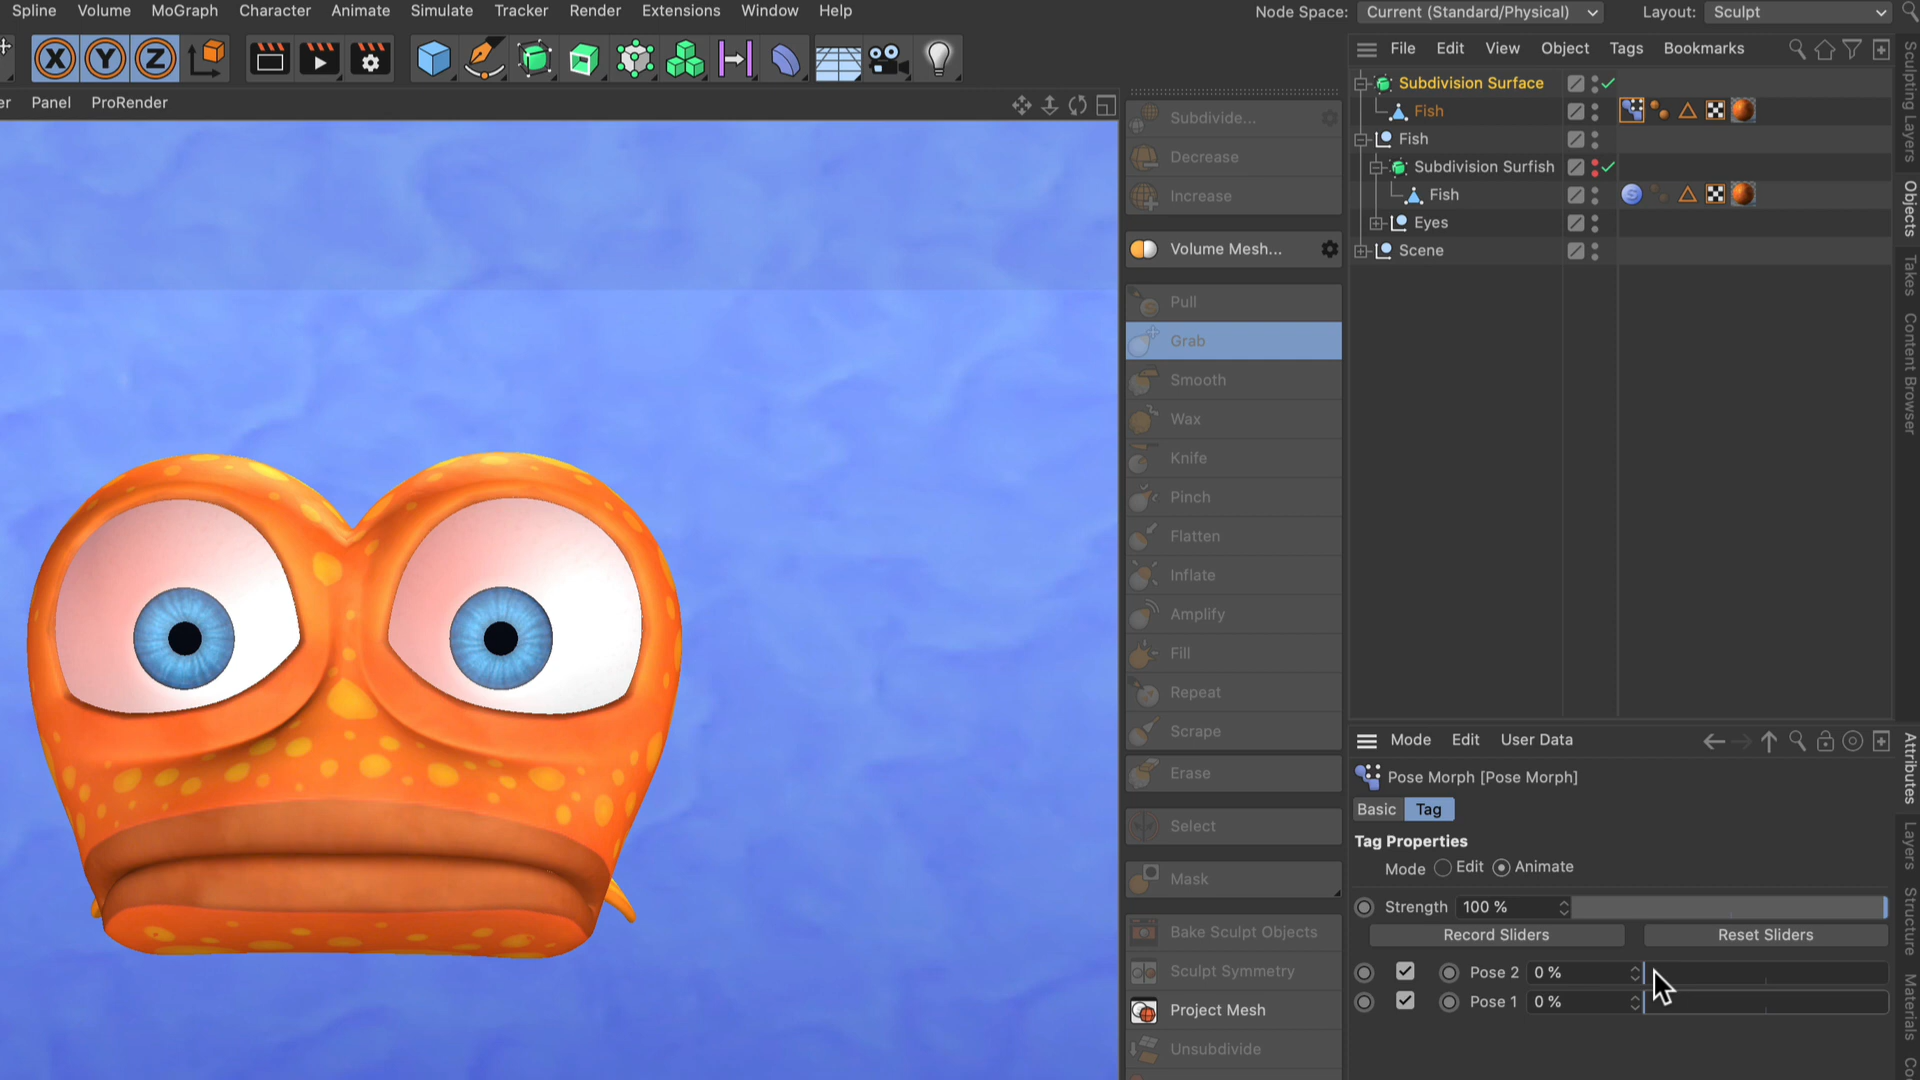 Spline Volume MoGraph Character Animate Simulate Tracker Render Extensions Window Help
Node Space: Current (Standard/Physical) Layout: Sculpt
X Y Z
er Panel ProRender
Subdivide...
Decrease
Increase
Volume Mesh...
Pull
Grab
Smooth
Wax
Knife
Pinch
Flatten
Inflate
Amplify
Fill
Repeat
Scrape
Erase
Select
Mask
Bake Sculpt Objects
Sculpt Symmetry
Project Mesh
Unsubdivide
File Edit View Object Tags Bookmarks
Subdivision Surface
Fish
Fish
Subdivision Surfish
Fish
Eyes
Scene
Mode Edit User Data
Pose Morph [Pose Morph]
Basic Tag
Tag Properties
Mode Edit Animate
Strength 100 %
Record Sliders Reset Sliders
Pose 2 0 %
Pose 1 0 %
Sculpting Layers
Objects
Takes
Content Browser
Attributes
Layers
Structure
Materials
Co